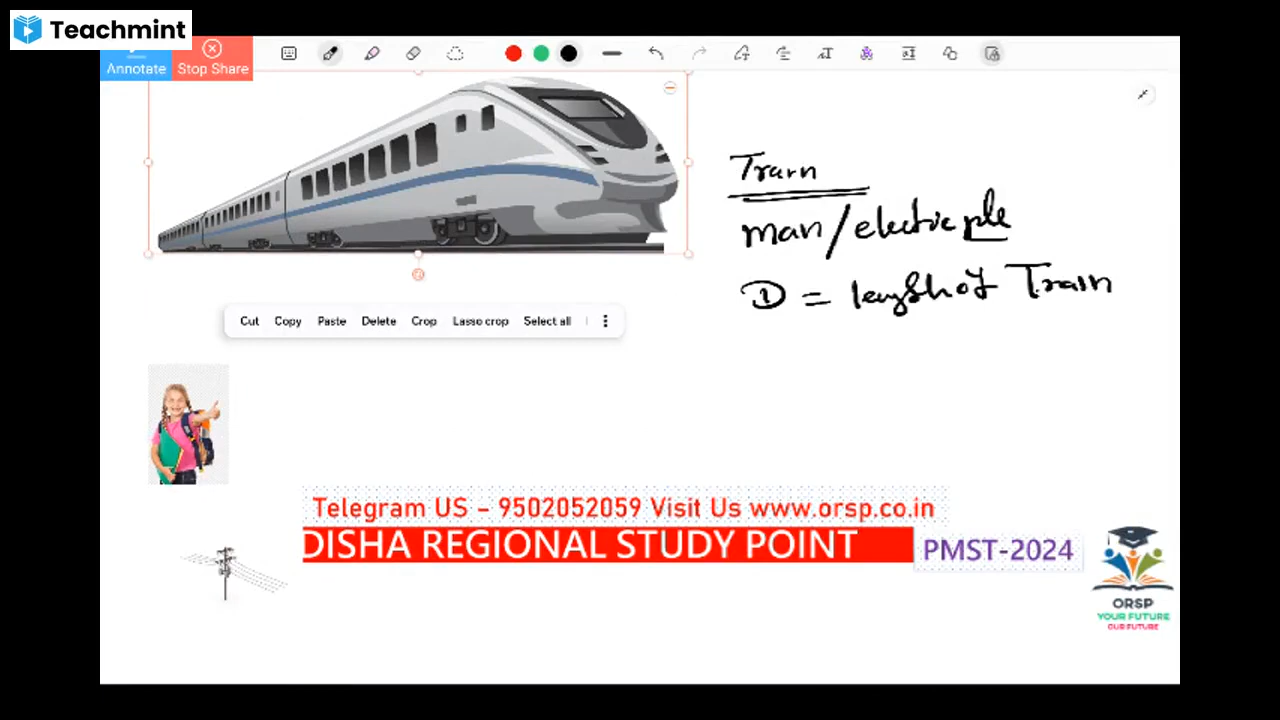 Teachmint
Annotate
Stop Share
Train
man/electric ple
D = length of Train
Cut Copy Paste Delete Crop Lasso crop Select all
Telegram US – 9502052059 Visit Us www.orsp.co.in
DISHA REGIONAL STUDY POINT
PMST-2024
ORSP
YOUR FUTURE
OUR FUTURE